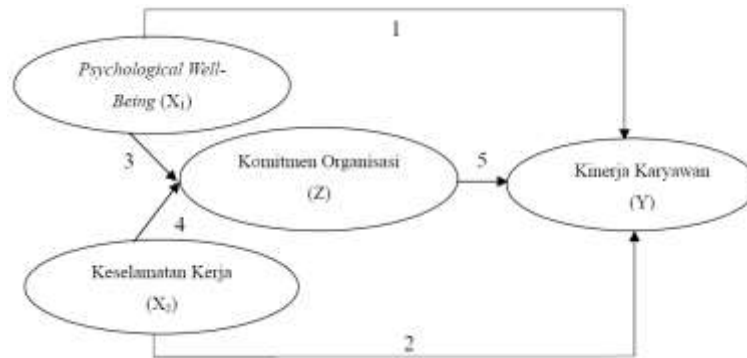 1
Psychological Well-
Being (X₁)
3
Komitmen Organisasi
(Z)
5
Kinerja Karyawan
(Y)
4
Keselamatan Kerja
(X₂)
2